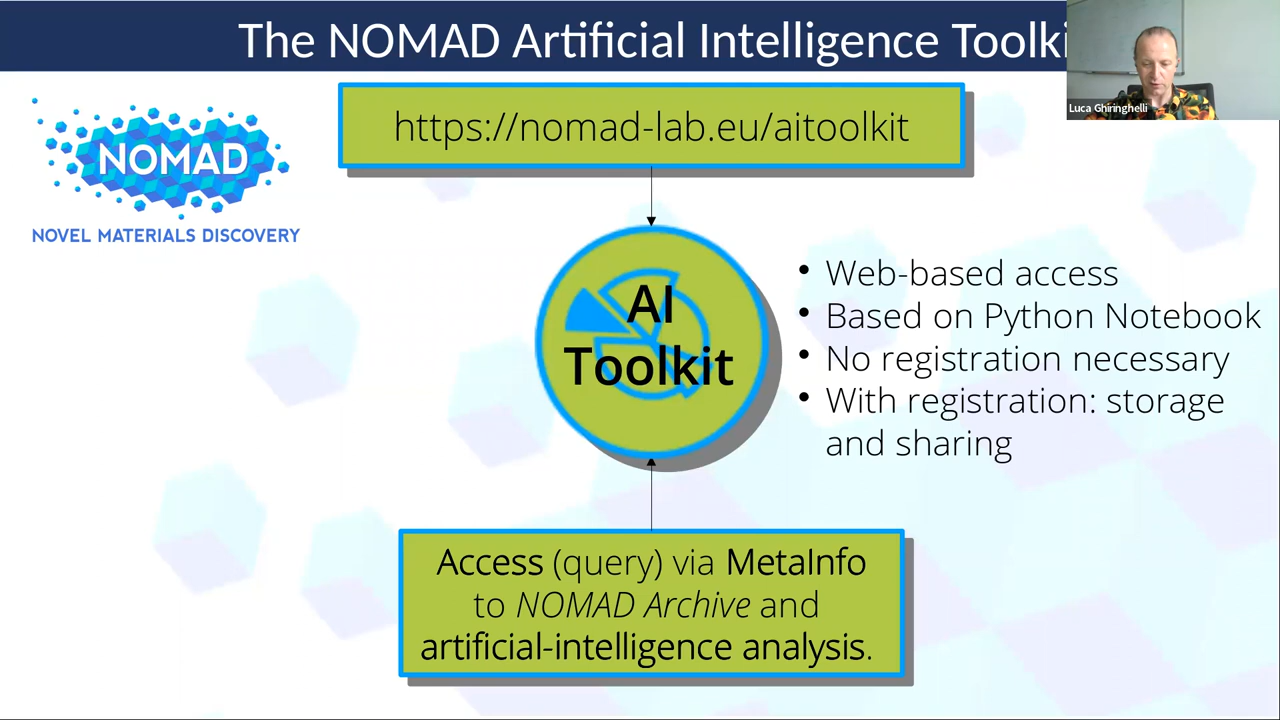 The NOMAD Artificial Intelligence Toolki
Luca Ghiringhelli
https://nomad-lab.eu/aitoolkit
NOMAD
NOVEL MATERIALS DISCOVERY
AI
Toolkit
• Web-based access
• Based on Python Notebook
• No registration necessary
• With registration: storage
and sharing
Access (query) via MetaInfo
to NOMAD Archive and
artificial-intelligence analysis.